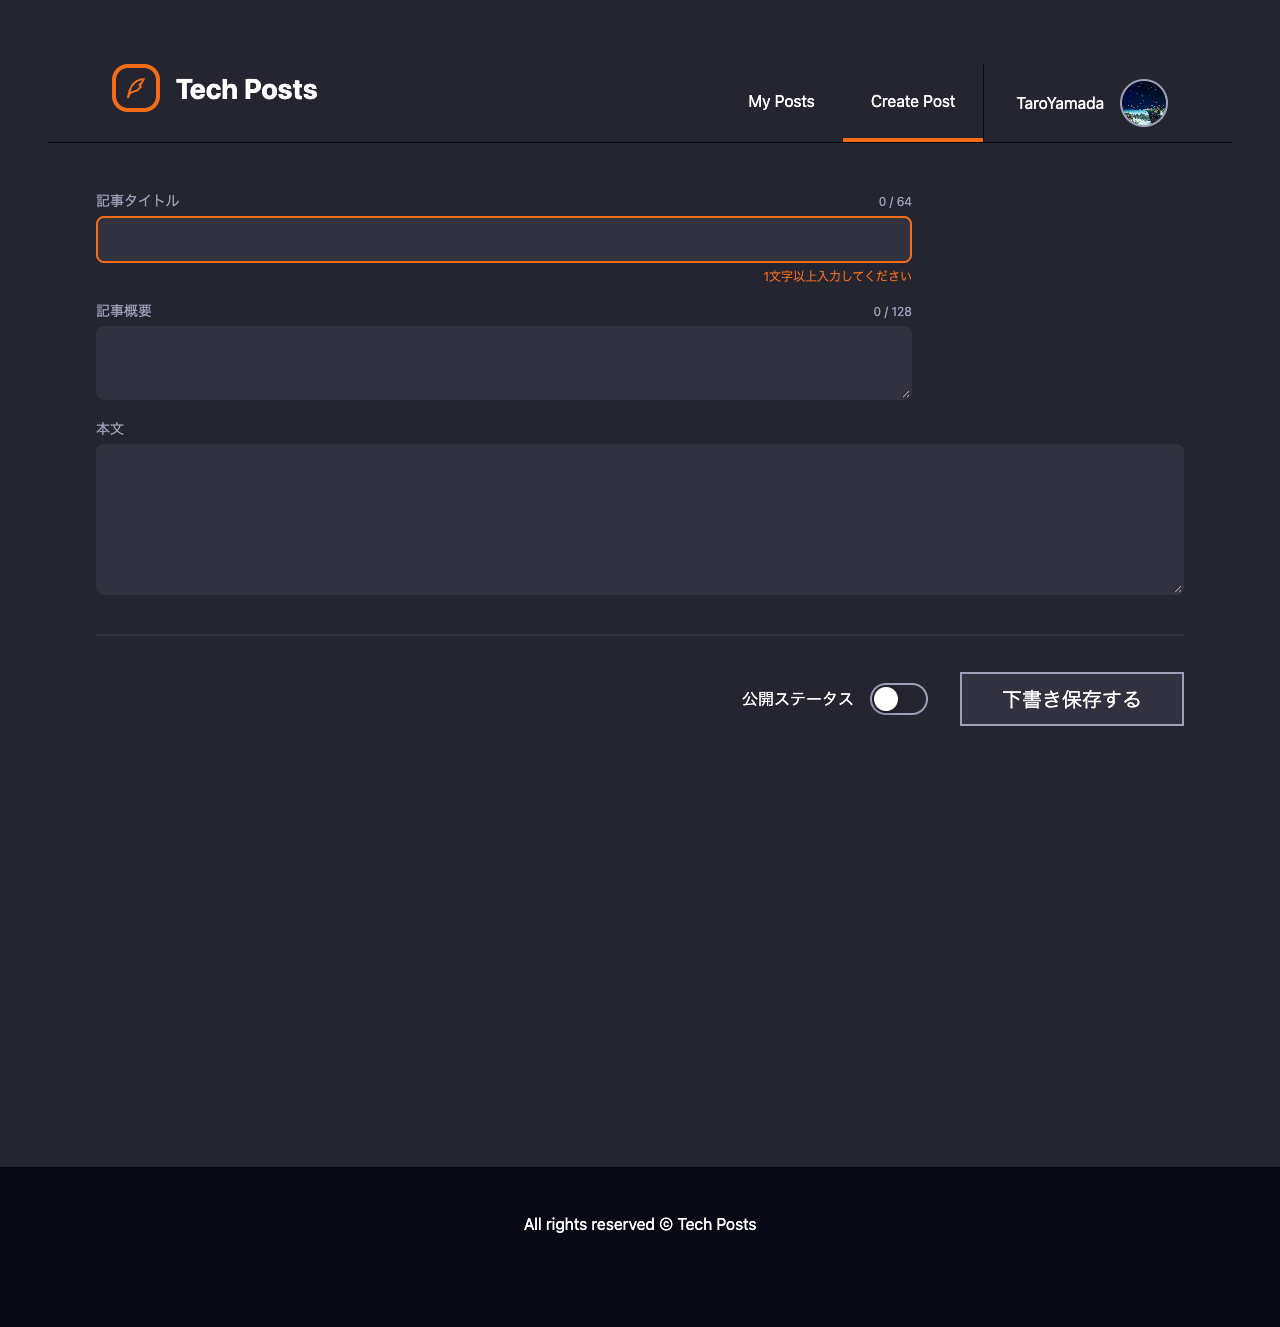 Tech Posts
My Posts
Create Post
TaroYamada
記事タイトル
0 / 64
1文字以上入力してください
記事概要
0 / 128
本文
公開ステータス
下書き保存する
All rights reserved © Tech Posts